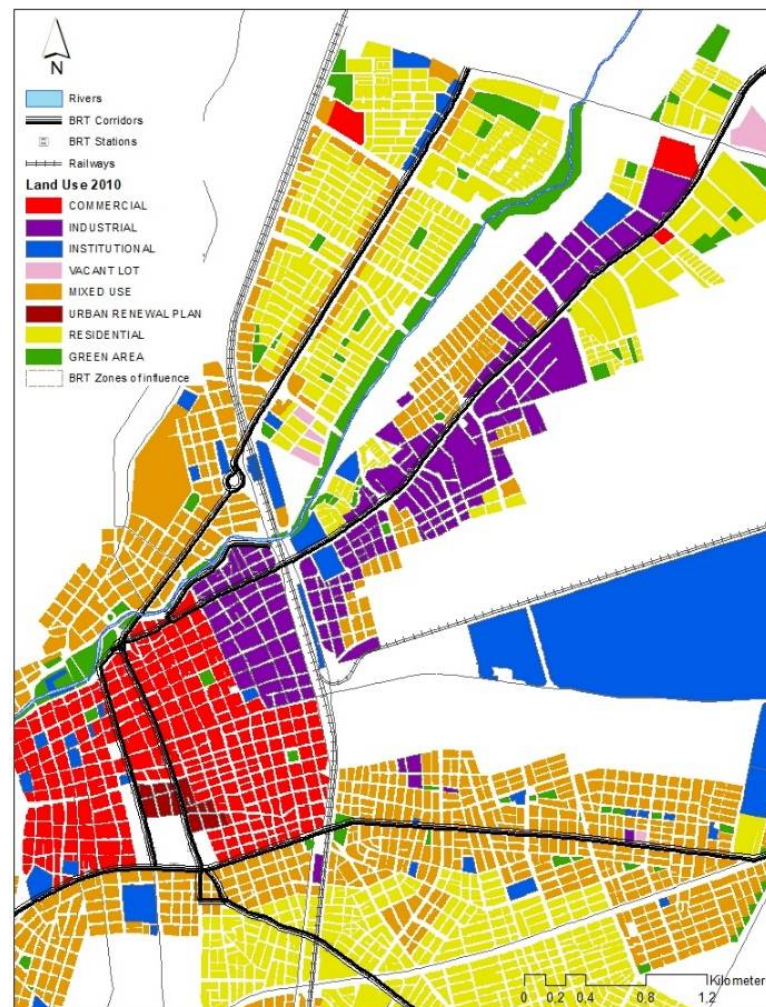 N
Rivers
BRT Corridors
BRT Stations
Railways
Land Use 2010
COMMERCIAL
INDUSTRIAL
INSTITUTIONAL
VACANT LOT
MIXED USE
URBAN RENEWAL PLAN
RESIDENTIAL
GREEN AREA
BRT Zones of influence
Kilometer
0 0.2 0.4 0.8 1.2